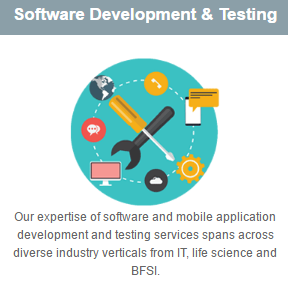 Software Development & Testing
Our expertise of software and mobile application
development and testing services spans across
diverse industry verticals from IT, life science and
BFSI.